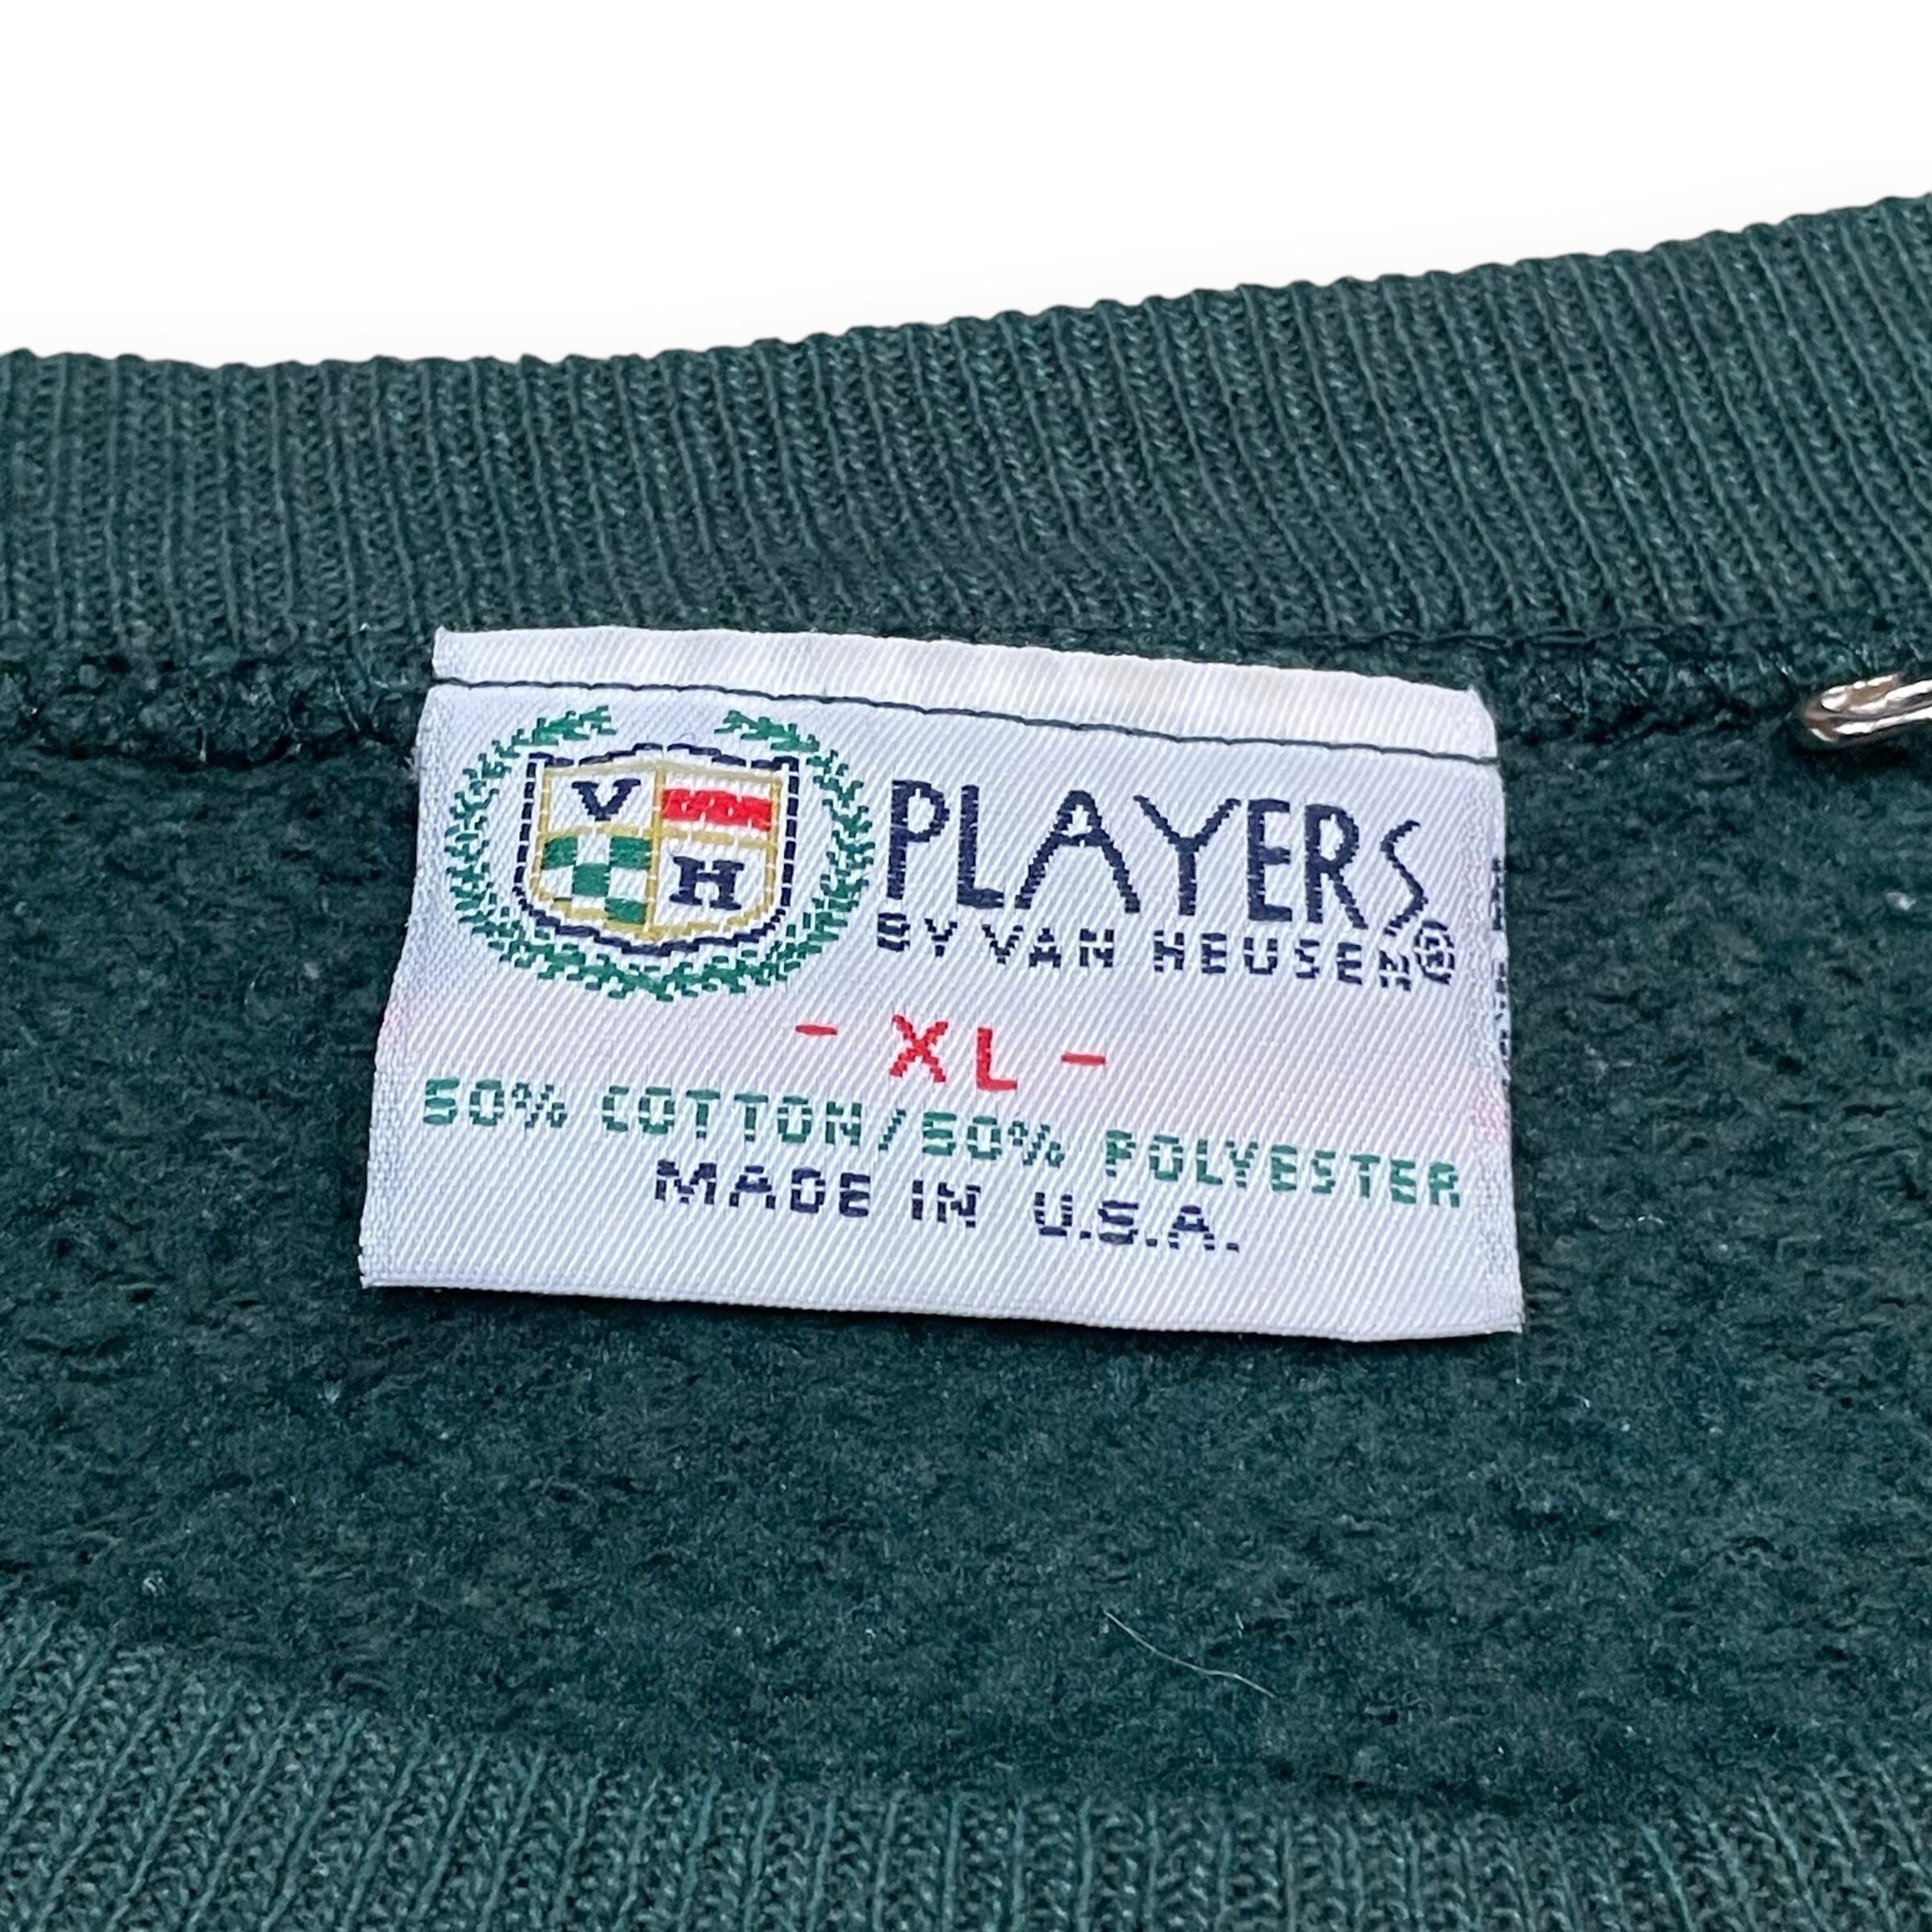 V
H
PLAYERS
BY VAN HEUSEN®
- XL -
50% COTTON/50% POLYESTER
MADE IN U.S.A.